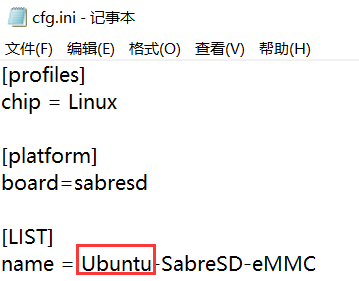 cfg.ini - 记事本
文件(F) 编辑(E) 格式(O) 查看(V) 帮助(H)
[profiles]
chip = Linux
[platform]
board=sabresd
[LIST]
name = Ubuntu-SabreSD-eMMC